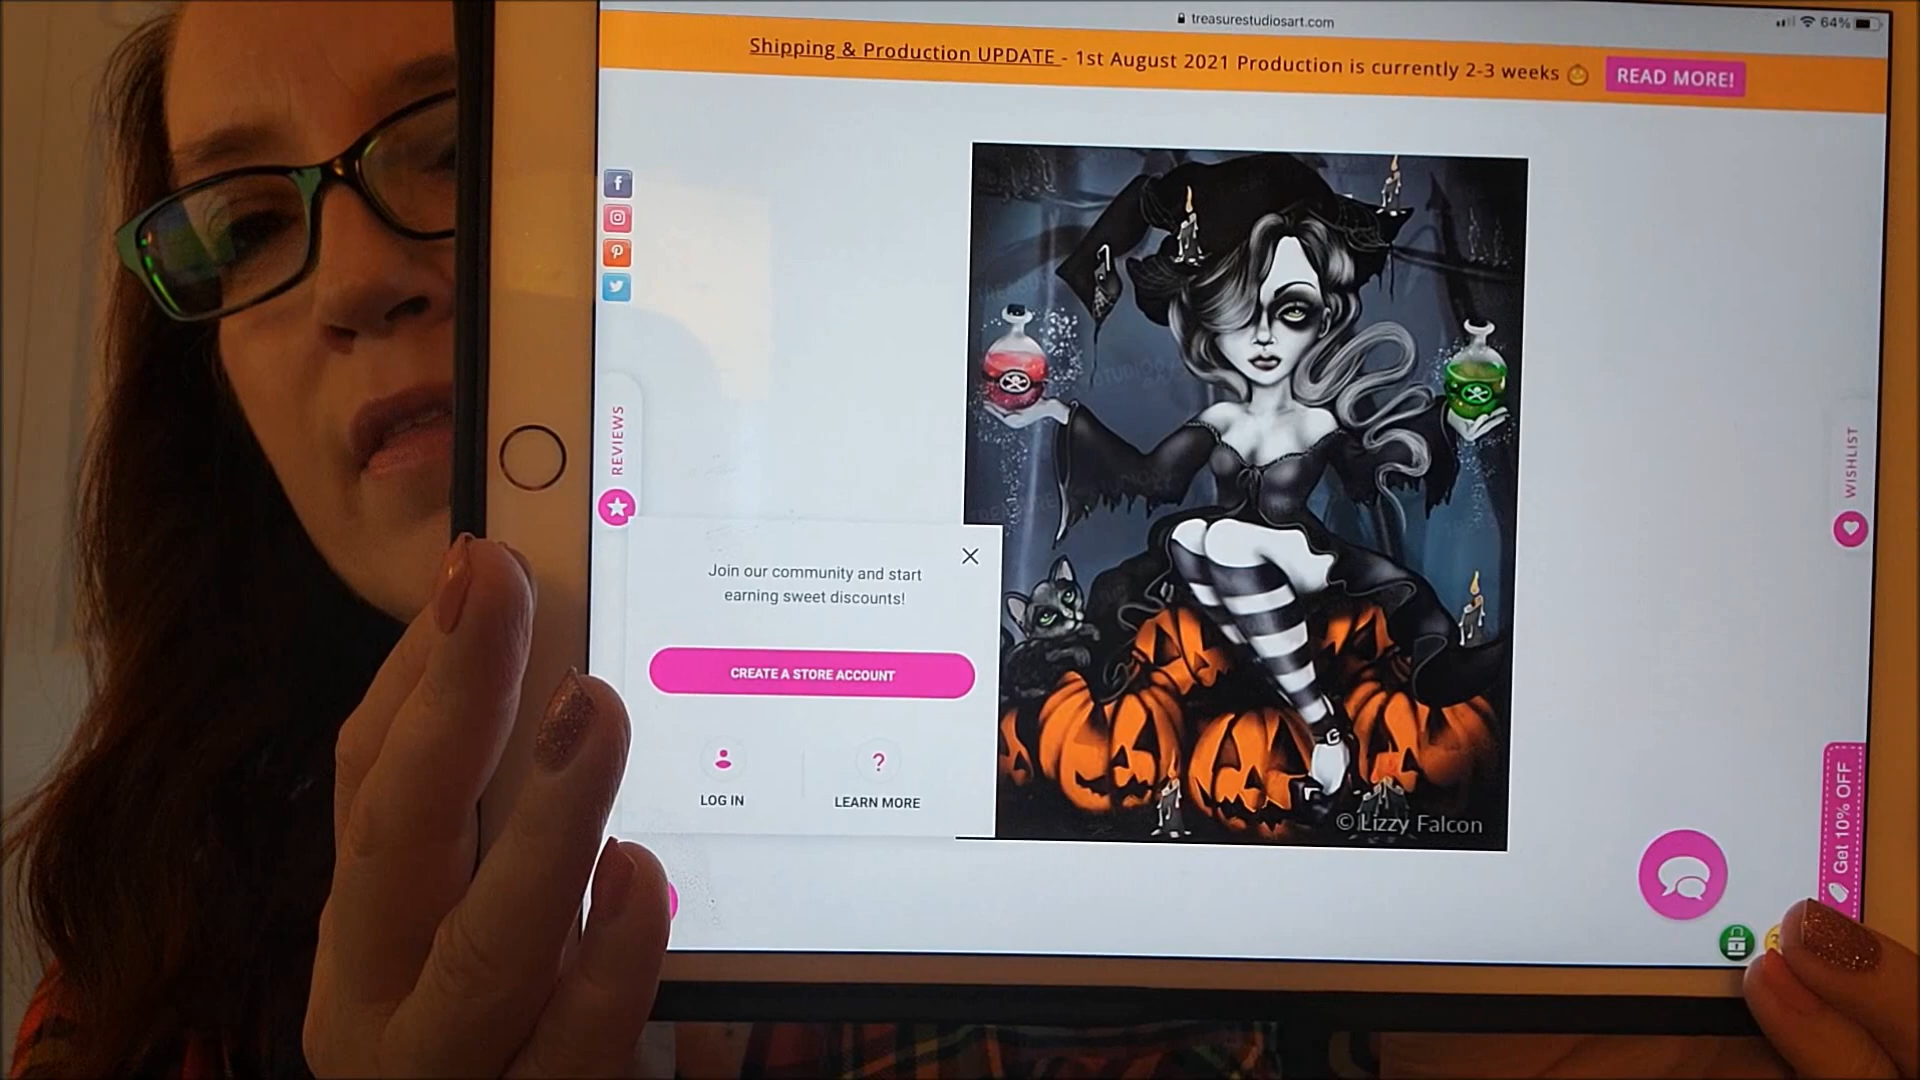 treasurestudiosart.com
64%
Shipping & Production UPDATE - 1st August 2021 Production is currently 2-3 weeks
READ MORE!
REVIEWS
WISHLIST
Join our community and start
earning sweet discounts!
CREATE A STORE ACCOUNT
LOG IN
?
LEARN MORE
© Lizzy Falcon
Get 10% OFF